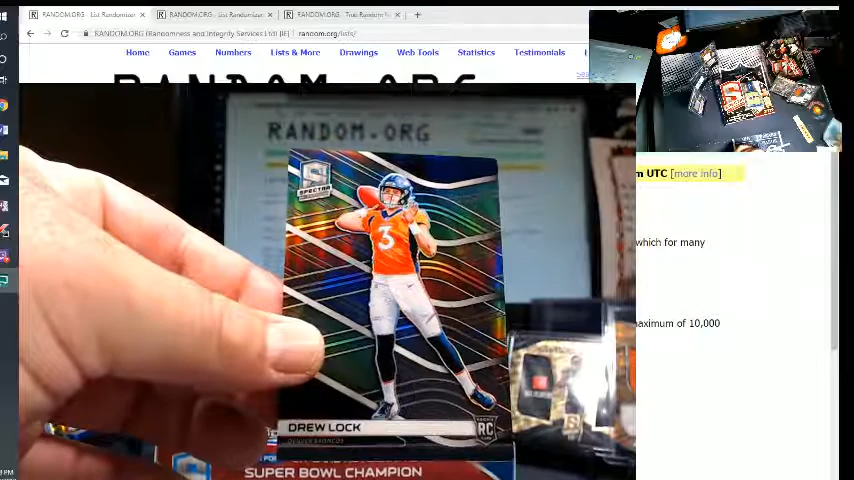 RANDOM.ORG - List Randomizer
RANDOM.ORG - List Randomizer
RANDOM.ORG - True Random N
RANDOM.ORG (Randomness and Integrity Services Ltd) [IE]
random.org/lists/
Home
Games
Numbers
Lists & More
Drawings
Web Tools
Statistics
Testimonials
RANDOM.ORG
RANDOM.ORG
m UTC [more info]
which for many
maximum of 10,000
SPECTRA
3
DREW LOCK
DENVER BRONCOS
RC
SUPER BOWL CHAMPION